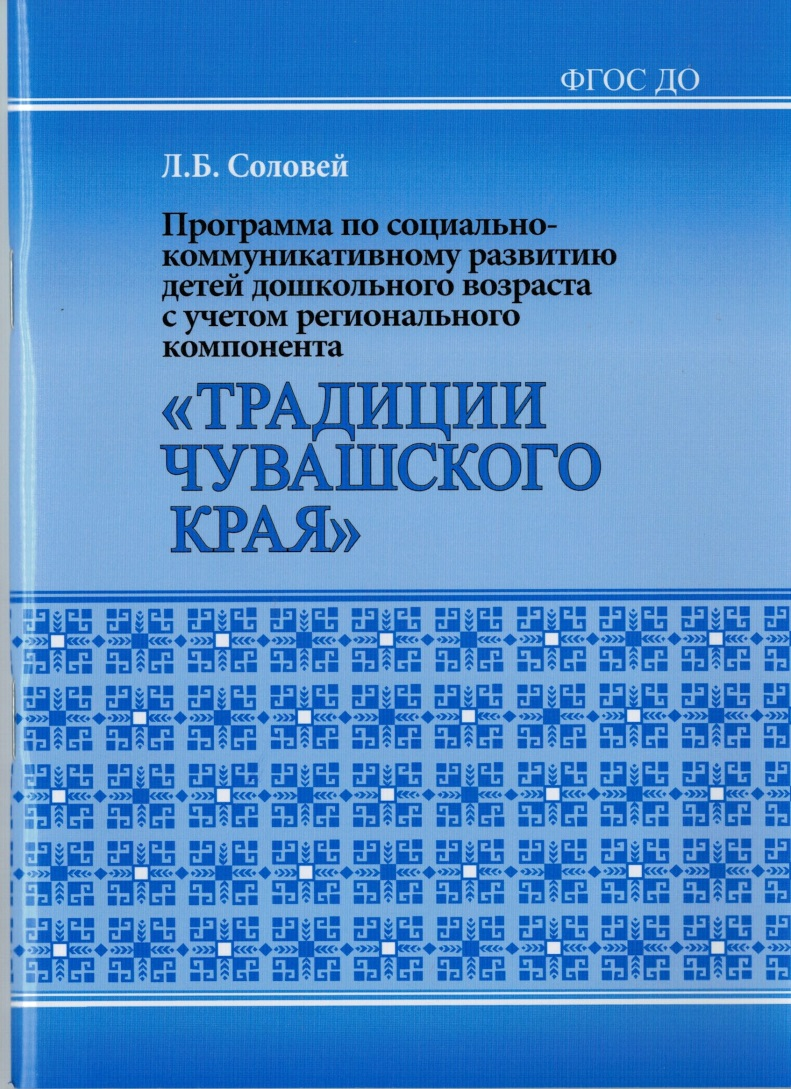 ФГОС ДО
Л.Б. Соловей
Программа по социально-
коммуникативному развитию
детей дошкольного возраста
с учетом регионального
компонента
«ТРАДИЦИИ
ЧУВАШСКОГО
КРАЯ»